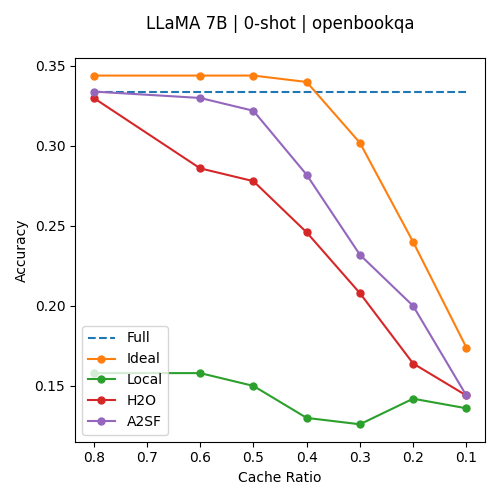 LLaMA 7B | 0-shot | openbookqa
0.35
0.30
0.25
0.20
0.15
Accuracy
Full
Ideal
Local
H2O
A2SF
0.8 0.7 0.6 0.5 0.4 0.3 0.2 0.1
Cache Ratio